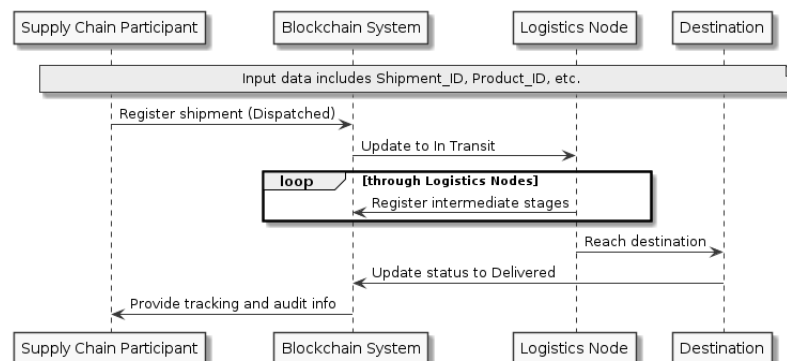 Supply Chain Participant
Blockchain System
Logistics Node
Destination
Input data includes Shipment_ID, Product_ID, etc.
Register shipment (Dispatched)
Update to In Transit
loop
[through Logistics Nodes]
Register intermediate stages
Reach destination
Update status to Delivered
Provide tracking and audit info
Supply Chain Participant
Blockchain System
Logistics Node
Destination